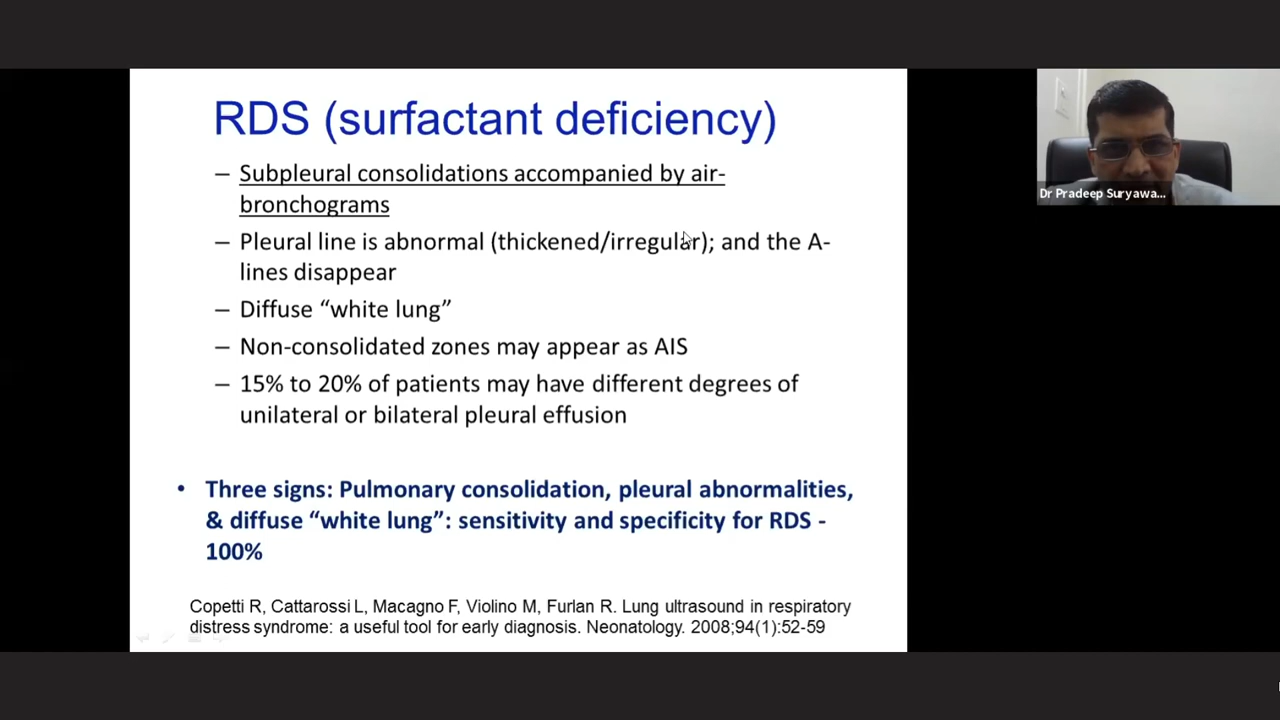 RDS (surfactant deficiency)
– Subpleural consolidations accompanied by air-
bronchograms
– Pleural line is abnormal (thickened/irregular); and the A-
lines disappear
– Diffuse “white lung”
– Non-consolidated zones may appear as AIS
– 15% to 20% of patients may have different degrees of
unilateral or bilateral pleural effusion
• Three signs: Pulmonary consolidation, pleural abnormalities,
& diffuse “white lung”: sensitivity and specificity for RDS -
100%
Copetti R, Cattarossi L, Macagno F, Violino M, Furlan R. Lung ultrasound in respiratory
distress syndrome: a useful tool for early diagnosis. Neonatology. 2008;94(1):52-59
Dr Pradeep Suryawa...